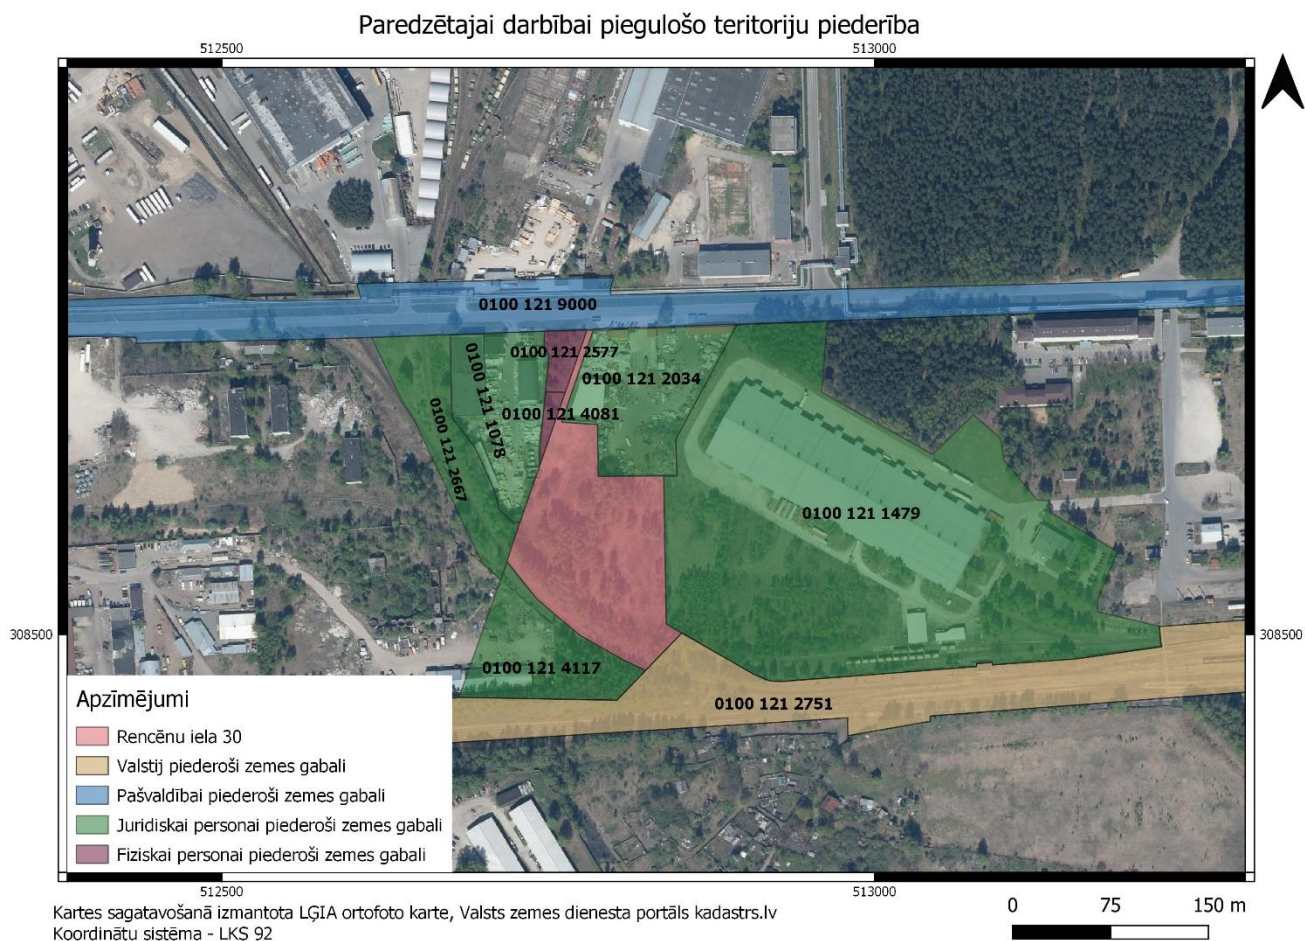 Paredzētajai darbībai piegulošo teritoriju piederība
512500
513000
0100 121 9000
0100 121 2577
0100 121 2034
0100 121 1078
0100 121 4081
0100 121 2667
0100 121 1479
308500
308500
0100 121 4117
0100 121 2751
Apzīmējumi
Rencēnu iela 30
Valstij piederoši zemes gabali
Pašvaldībai piederoši zemes gabali
Juridiskai personai piederoši zemes gabali
Fiziskai personai piederoši zemes gabali
512500
513000
Kartes sagatavošanā izmantota LĢIA ortofoto karte, Valsts zemes dienesta portāls kadastrs.lv
Koordinātu sistēma - LKS 92
0 75 150 m